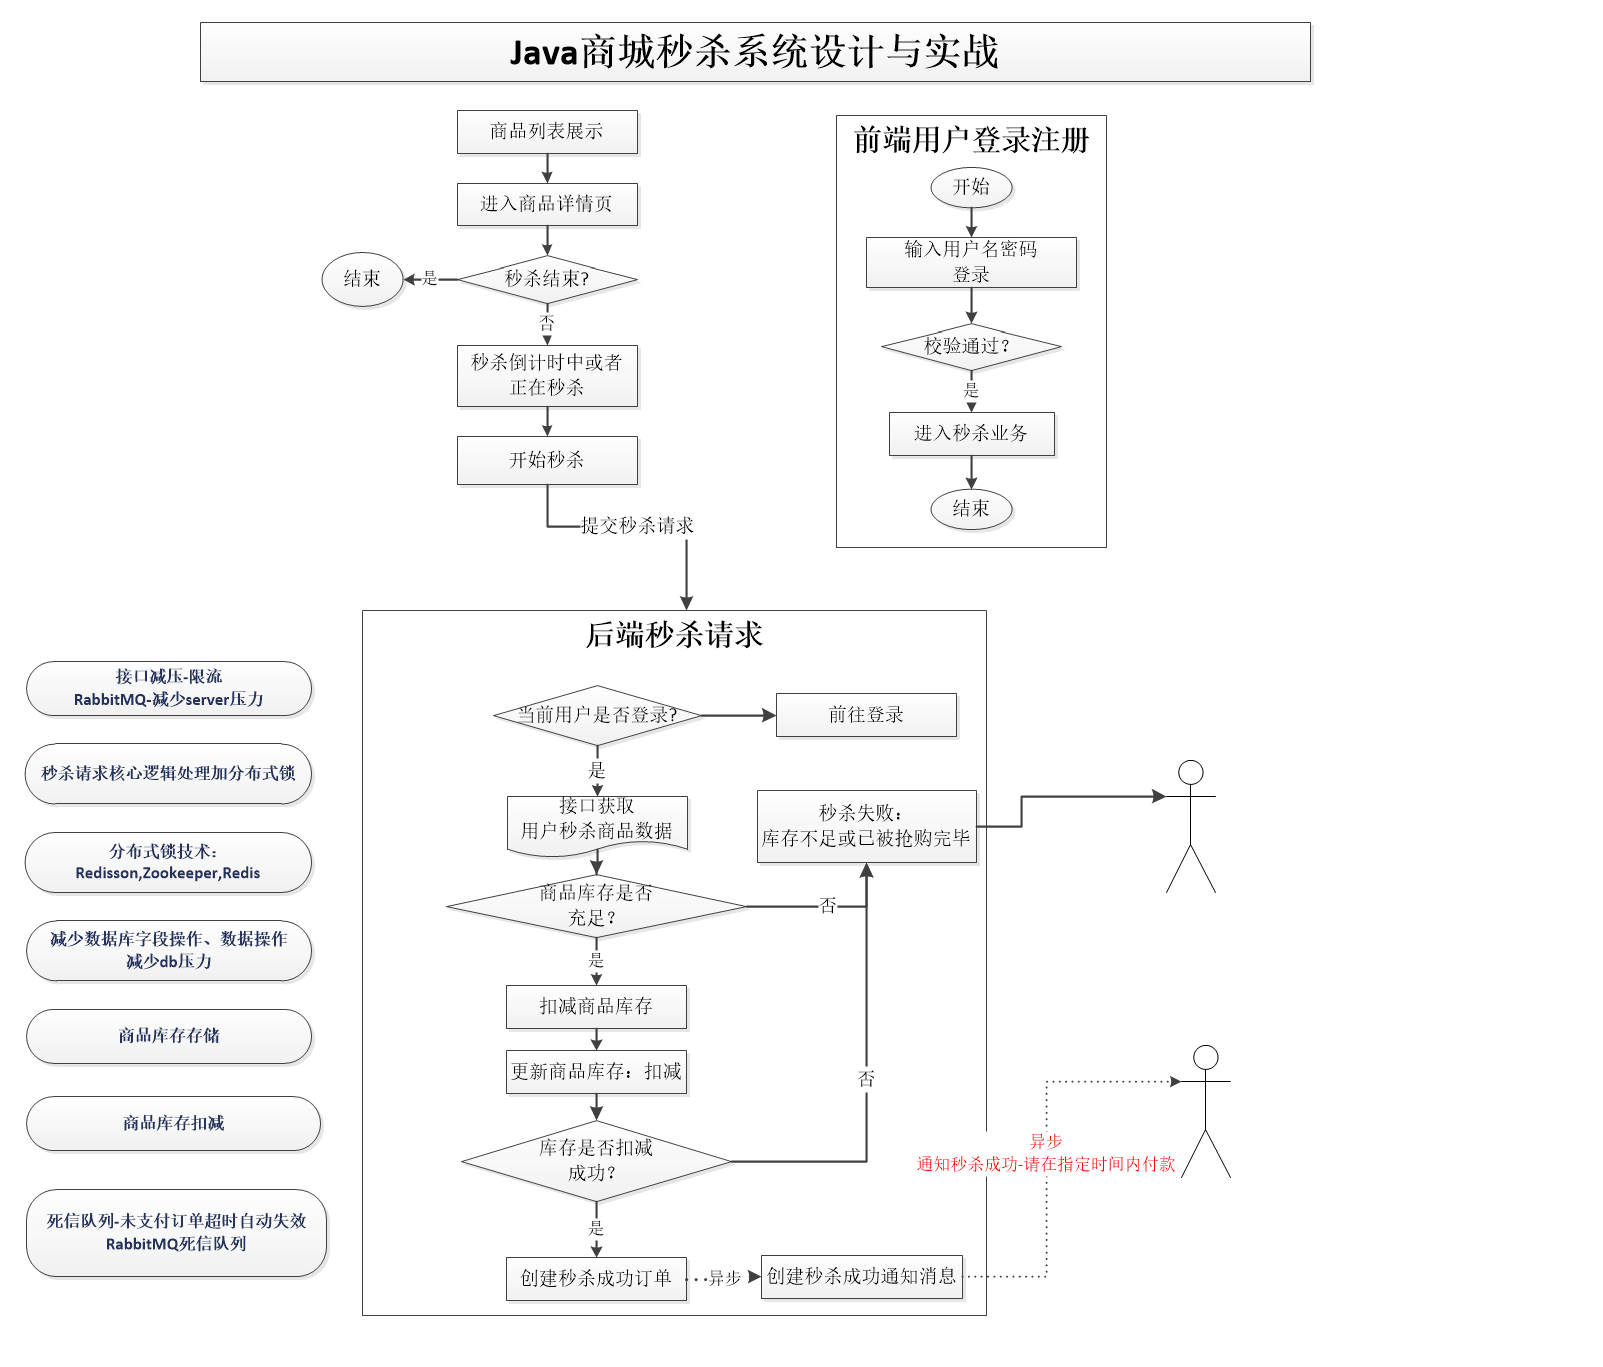 Java商城秒杀系统设计与实战
商品列表展示
进入商品详情页
秒杀结束?
是
结束
否
秒杀倒计时中或者
正在秒杀
开始秒杀
提交秒杀请求
前端用户登录注册
开始
输入用户名密码
登录
校验通过？
是
进入秒杀业务
结束
后端秒杀请求
当前用户是否登录?
前往登录
是
接口获取
用户秒杀商品数据
秒杀失败：
库存不足或已被抢购完毕
商品库存是否
充足？
否
是
扣减商品库存
更新商品库存：扣减
否
库存是否扣减
成功？
是
创建秒杀成功订单
异步
创建秒杀成功通知消息
异步
通知秒杀成功-请在指定时间内付款
接口减压-限流
RabbitMQ-减少server压力
秒杀请求核心逻辑处理加分布式锁
分布式锁技术：
Redisson,Zookeeper,Redis
减少数据库字段操作、数据操作
减少db压力
商品库存存储
商品库存扣减
死信队列-未支付订单超时自动失效
RabbitMQ死信队列